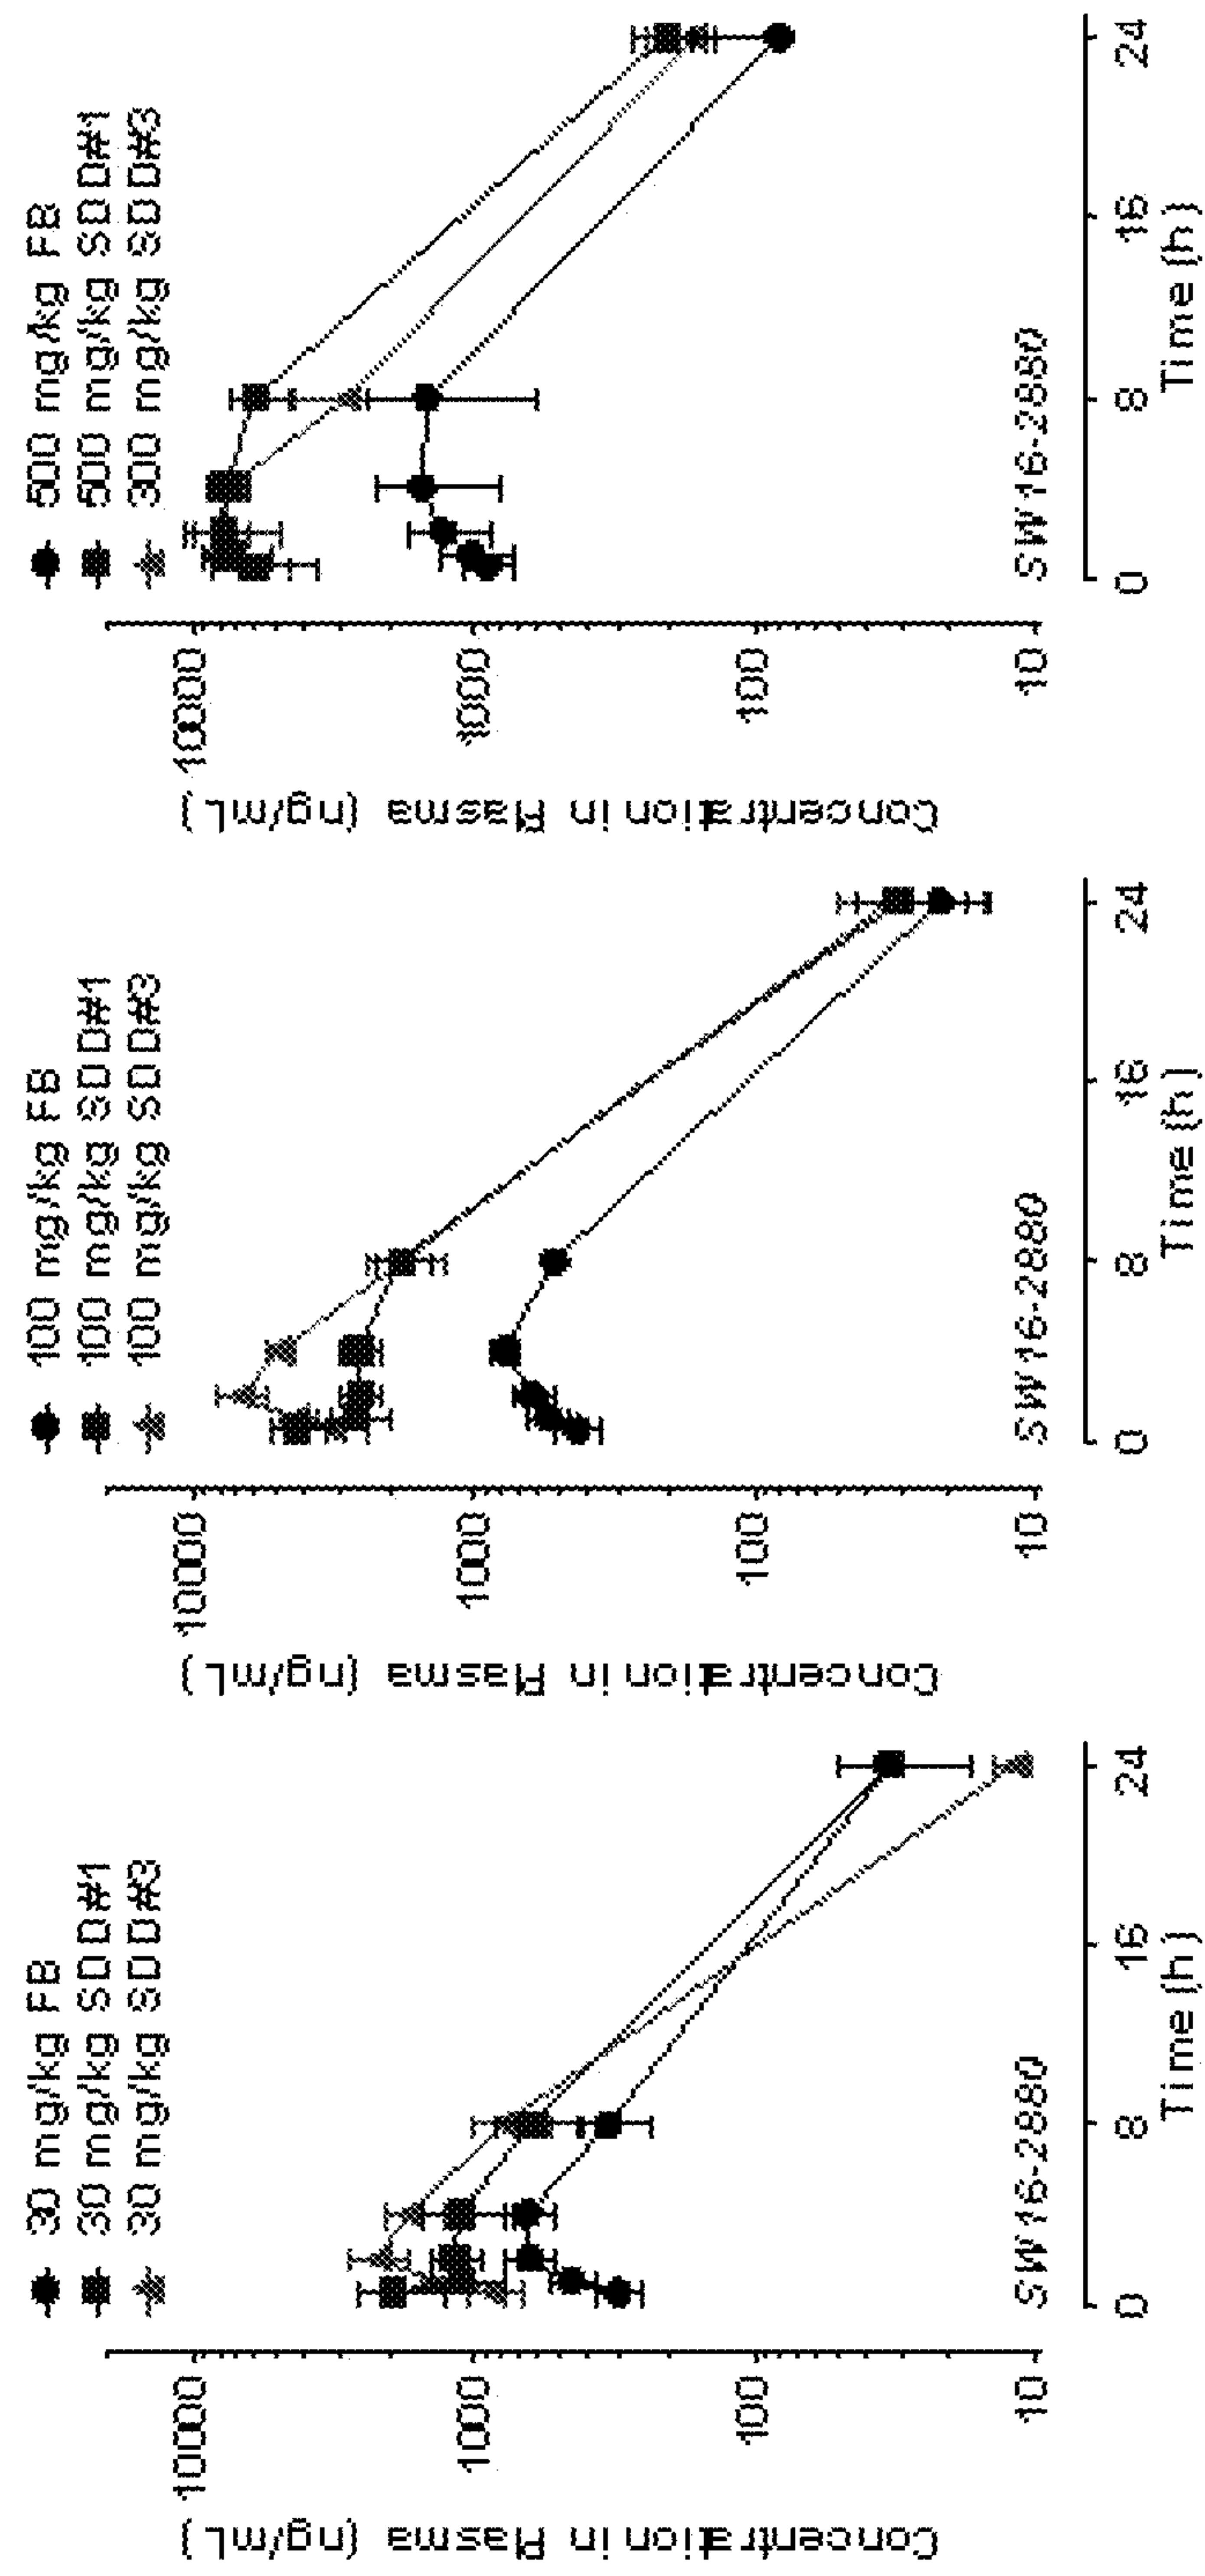 30 mg/kg FB
30 mg/kg SDD#1
30 mg/kg SDD#3
Concentration in Plasma (ng/mL)
10000
1000
100
10
SW16-2880
0 8 16 24
Time (h)
100 mg/kg FB
100 mg/kg SDD#1
100 mg/kg SDD#3
Concentration in Plasma (ng/mL)
10000
1000
100
10
SW16-2880
0 8 16 24
Time (h)
500 mg/kg FB
500 mg/kg SDD#1
300 mg/kg SDD#3
Concentration in Plasma (ng/mL)
10000
1000
100
10
SW16-2880
0 8 16 24
Time (h)